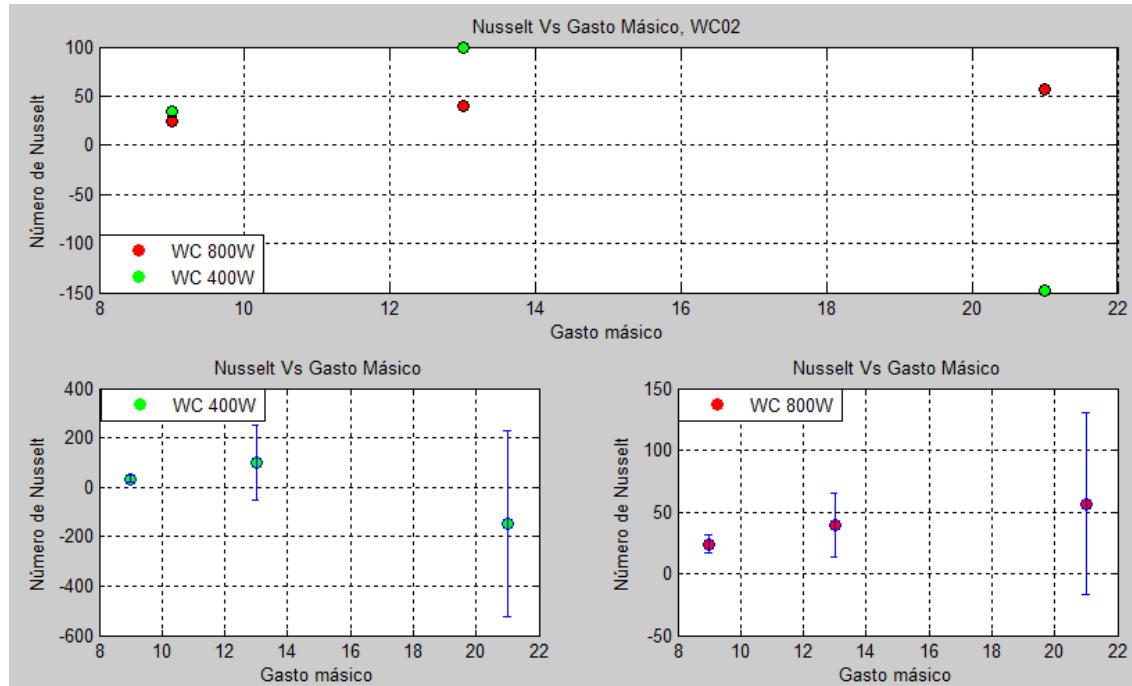 Nusselt Vs Gasto Másico, WC02
Número de Nusselt
100
50
0
-50
-100
-150
WC 800W
WC 400W
8 10 12 14 16 18 20 22
Gasto másico
Nusselt Vs Gasto Másico
Número de Nusselt
400
200
0
-200
-400
-600
WC 400W
8 10 12 14 16 18 20 22
Gasto másico
Nusselt Vs Gasto Másico
Número de Nusselt
150
100
50
0
-50
WC 800W
8 10 12 14 16 18 20 22
Gasto másico